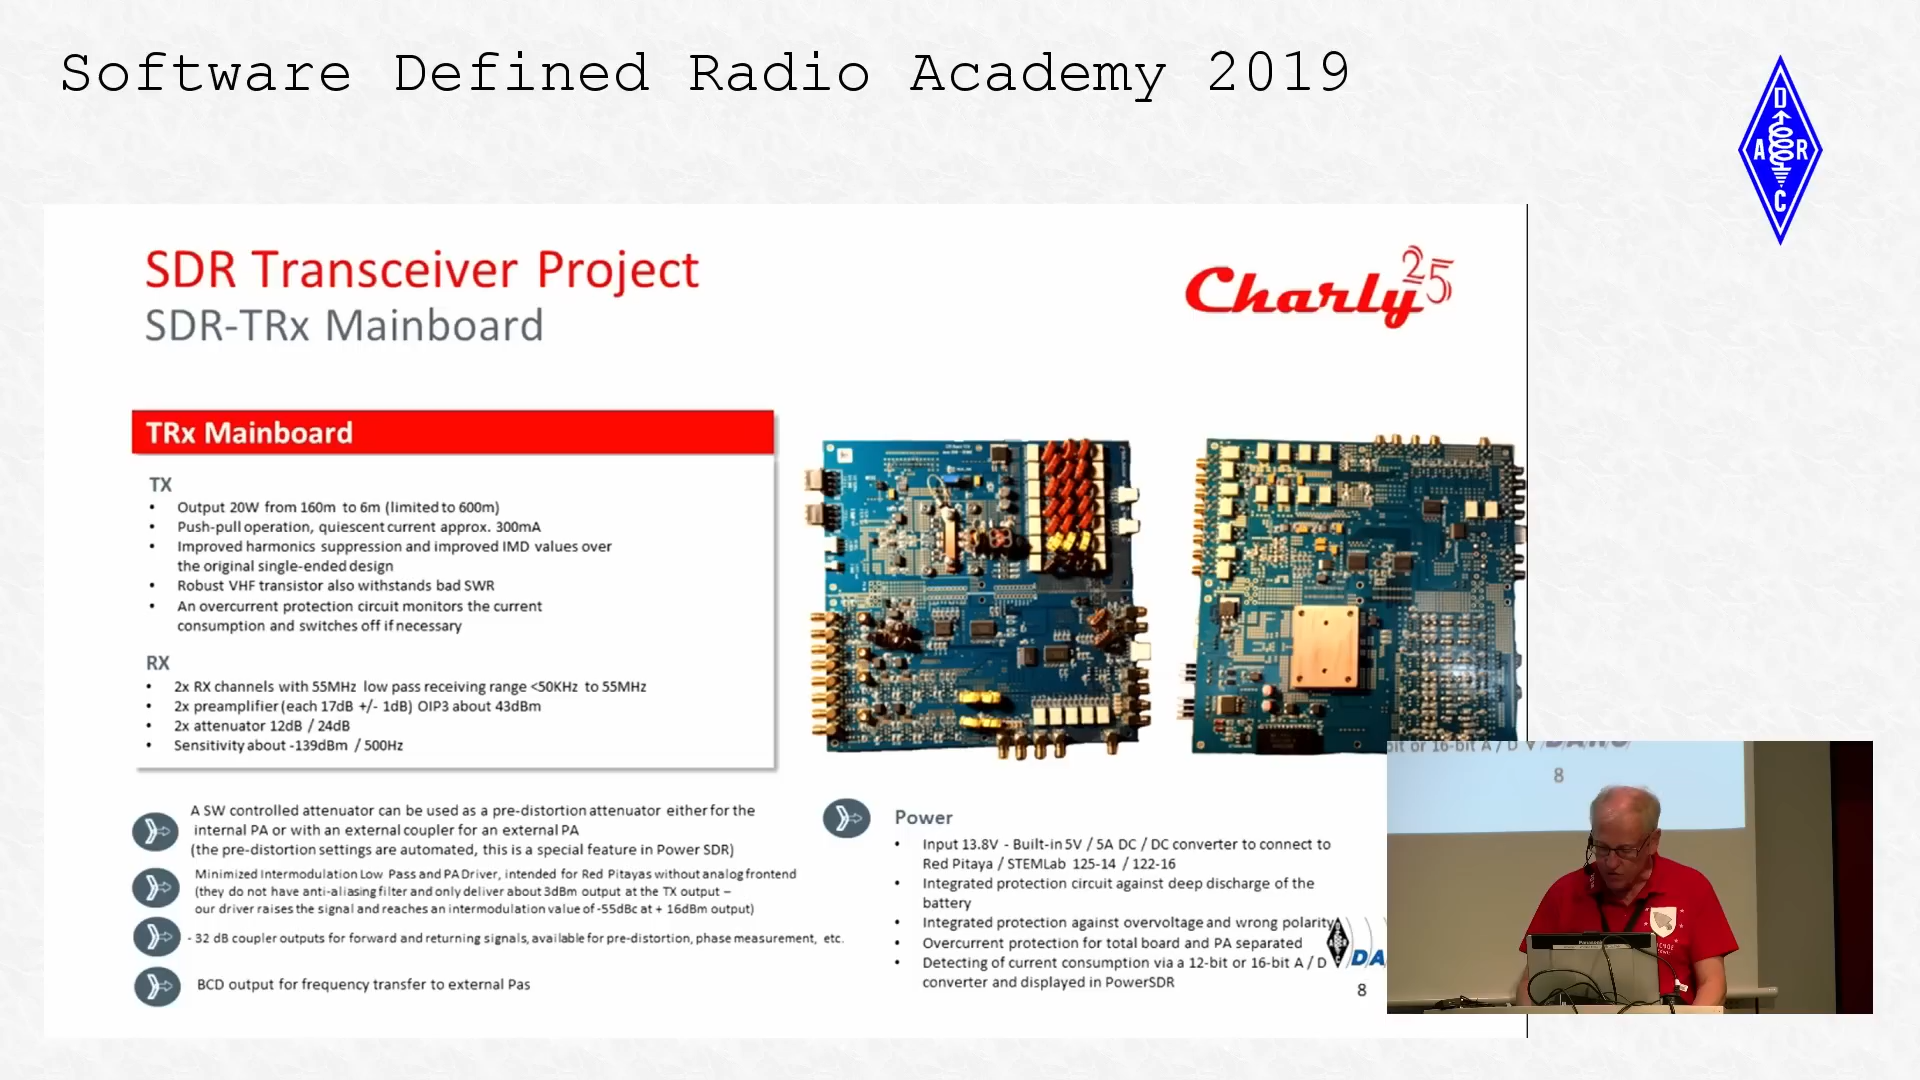 Software Defined Radio Academy 2019
D
A R
C
SDR Transceiver Project
SDR-TRx Mainboard
Charly25
TRx Mainboard
TX
• Output 20W from 160m to 6m (limited to 600m)
• Push-pull operation, quiescent current approx. 300mA
• Improved harmonics suppression and improved IMD values over
the original single-ended design
• Robust VHF transistor also withstands bad SWR
• An overcurrent protection circuit monitors the current
consumption and switches off if necessary
RX
• 2x RX channels with 55MHz low pass receiving range <50KHz to 55MHz
• 2x preamplifier (each 17dB +/- 1dB) OIP3 about 43dBm
• 2x attenuator 12dB / 24dB
• Sensitivity about -139dBm / 500Hz
A SW controlled attenuator can be used as a pre-distortion attenuator either for the
internal PA or with an external coupler for an external PA
(the pre-distortion settings are automated, this is a special feature in Power SDR)
Minimized Intermodulation Low Pass and PA Driver, intended for Red Pitayas without analog frontend
(they do not have anti-aliasing filter and only deliver about 3dBm output at the TX output –
our driver raises the signal and reaches an intermodulation value of -55dBc at + 16dBm output)
- 32 dB coupler outputs for forward and returning signals, available for pre-distortion, phase measurement, etc.
BCD output for frequency transfer to external Pas
Power
• Input 13.8V - Built-in 5V / 5A DC / DC converter to connect to
Red Pitaya / STEMLab 125-14 / 122-16
• Integrated protection circuit against deep discharge of the
battery
• Integrated protection against overvoltage and wrong polarity
• Overcurrent protection for total board and PA separated
• Detecting of current consumption via a 12-bit or 16-bit A / D
converter and displayed in PowerSDR
DA
8
bit or 16-bit A / D
8
Panasonic